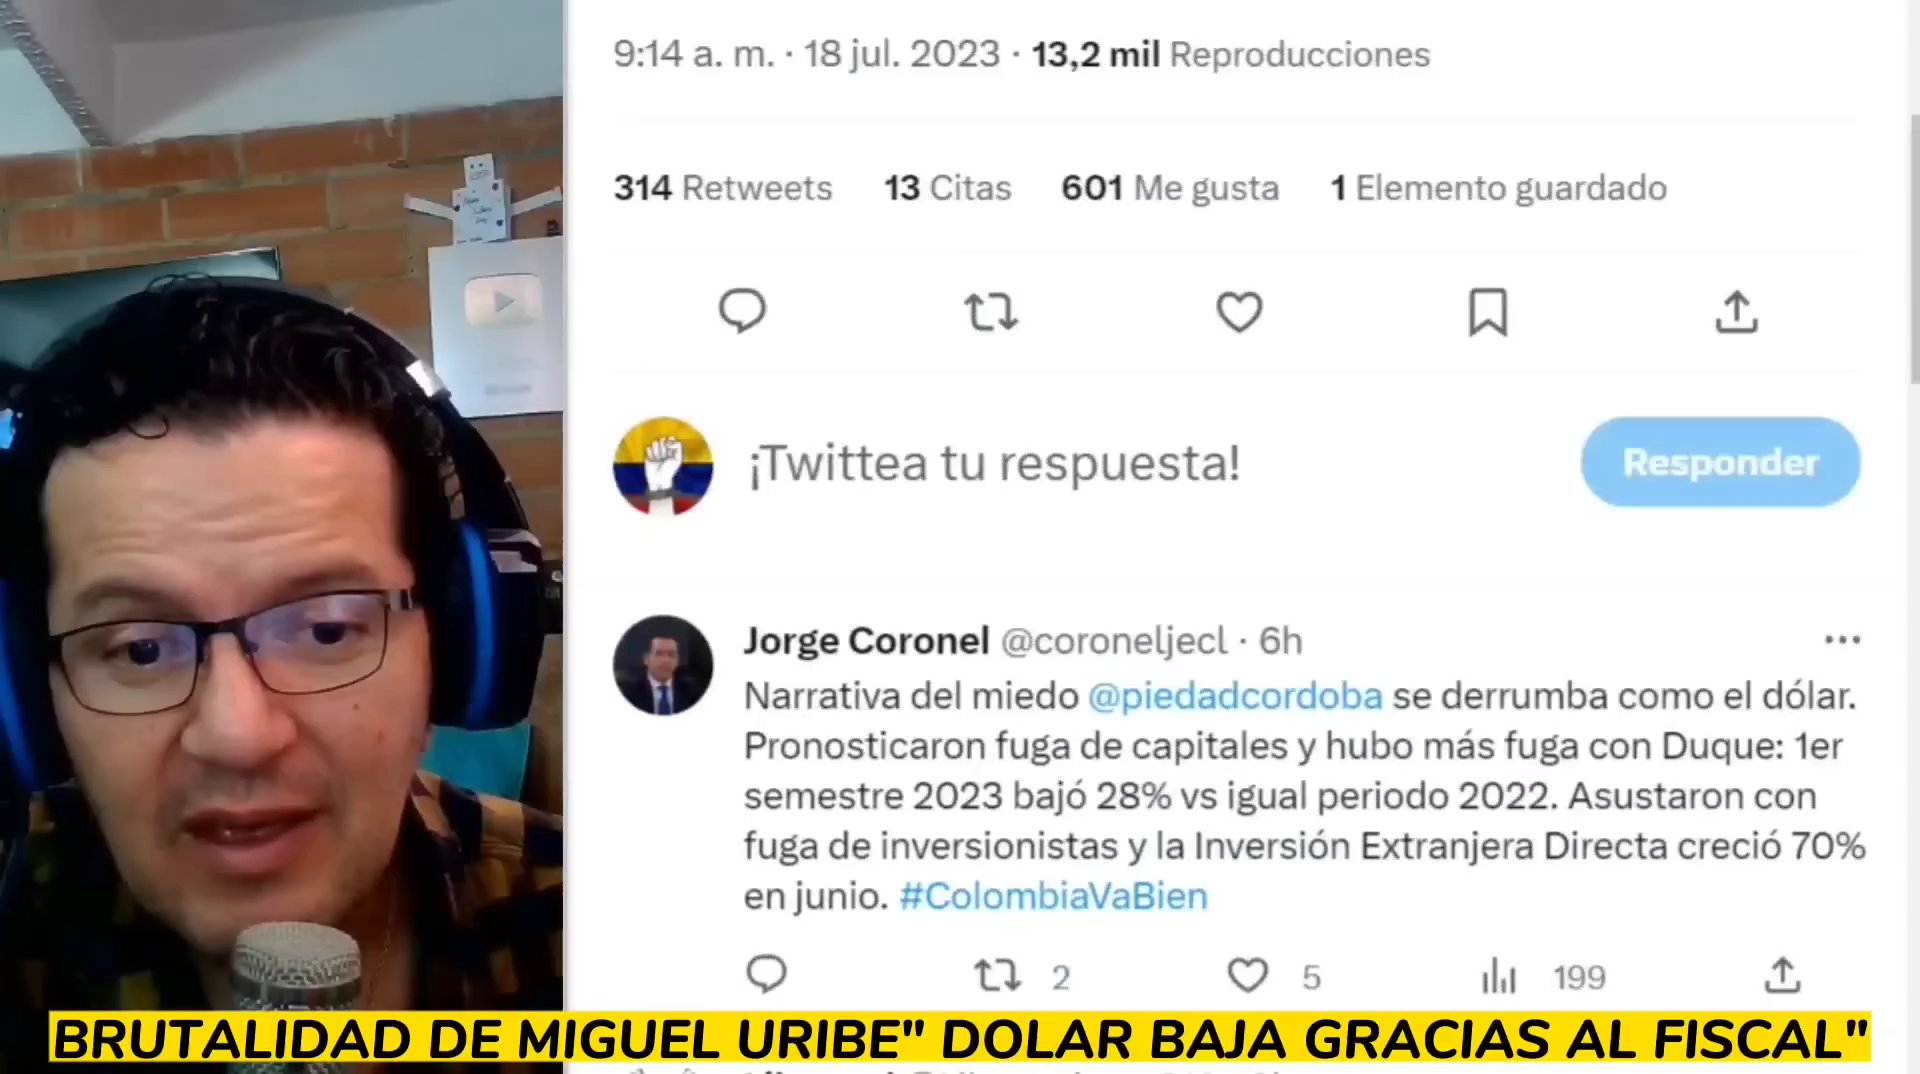 9:14 a. m. · 18 jul. 2023 · 13,2 mil Reproducciones
314 Retweets 13 Citas 601 Me gusta 1 Elemento guardado
¡Twittea tu respuesta!
Responder
Jorge Coronel @coroneljecl · 6h
Narrativa del miedo @piedadcordoba se derrumba como el dólar.
Pronosticaron fuga de capitales y hubo más fuga con Duque: 1er
semestre 2023 bajó 28% vs igual periodo 2022. Asustaron con
fuga de inversionistas y la Inversión Extranjera Directa creció 70%
en junio. #ColombiaVaBien
2 5 199
BRUTALIDAD DE MIGUEL URIBE" DOLAR BAJA GRACIAS AL FISCAL"